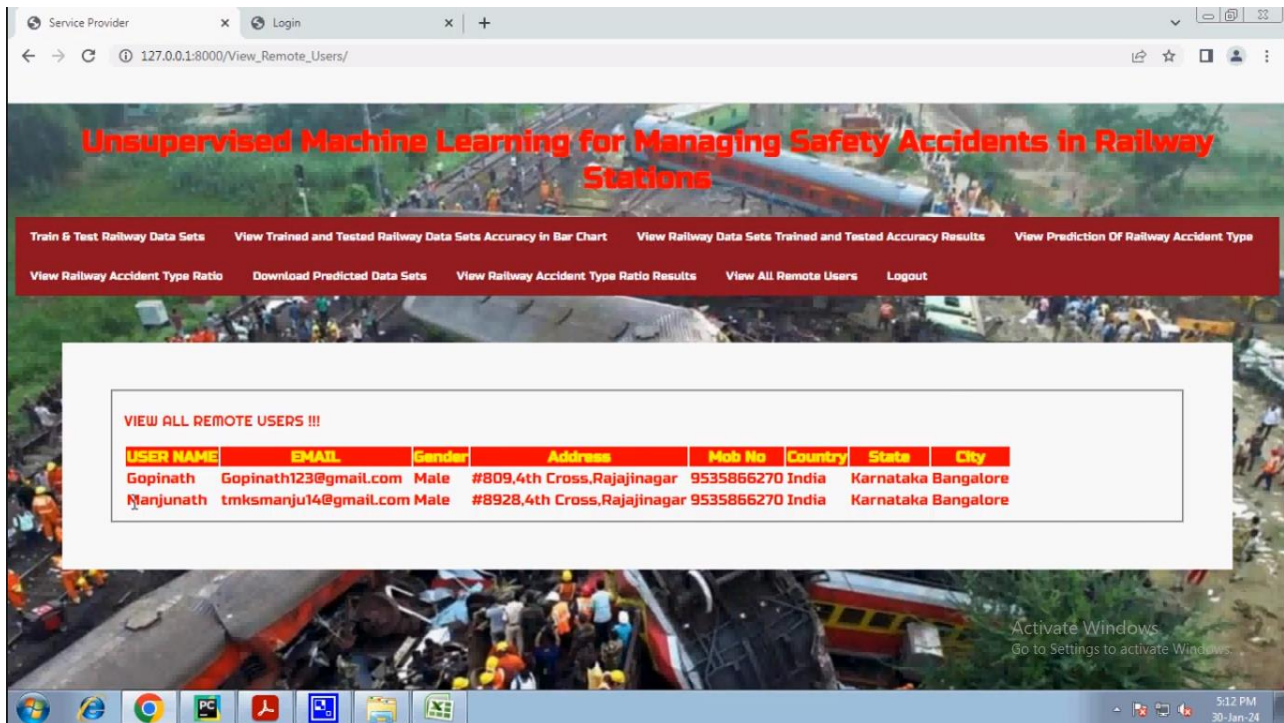 Service Provider
Login
127.0.0.1:8000/View_Remote_Users/
Unsupervised Machine Learning for Managing Safety Accidents in Railway
Stations
Train & Test Railway Data Sets View Trained and Tested Railway Data Sets Accuracy in Bar Chart View Railway Data Sets Trained and Tested Accuracy Results View Prediction Of Railway Accident Type
View Railway Accident Type Ratio Download Predicted Data Sets View Railway Accident Type Ratio Results View All Remote Users Logout
VIEW ALL REMOTE USERS !!!
USER NAME EMAIL Gender Address Mob No Country State City
Gopinath Gopinath123@gmail.com Male #809,4th Cross,Rajajinagar 9535866270 India Karnataka Bangalore
Manjunath tmksmanju14@gmail.com Male #8928,4th Cross,Rajajinagar 9535866270 India Karnataka Bangalore
Activate Windows
Go to Settings to activate Windows.
PC
5:12 PM
30-Jan-24